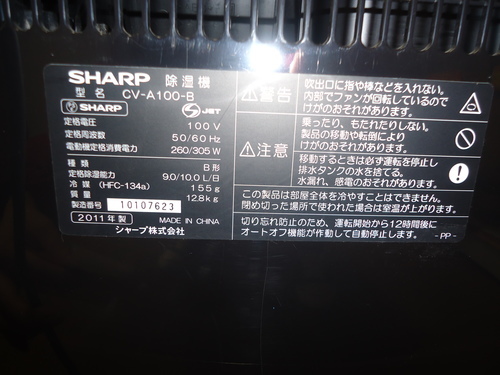 SHARP 除湿機
型 名 CV-A100-B
SHARP
S JET
定格電圧 100V
定格周波数 50/60Hz
電動機定格消費電力 260/305W
種 類 B形
定格除湿能力 9.0/10.0L/日
冷 媒 (HFC-134a) 155g
質 量 12.8kg
製造番号 10107623
2011年製 MADE IN CHINA
シャープ株式会社
警告
吹出口に指や棒などを入れない。
内部でファンが回転しているので
けがのおそれがあります。
注意
乗ったり、もたれたりしない。
製品の移動や転倒により
けがのおそれがあります。
移動するときは必ず運転を停止し
排水タンクの水を捨てる。
水漏れ、感電のおそれがあります。
この製品は部屋全体を冷やすことはできません。
閉め切った場所で使われた場合は室温が上がります。
切り忘れ防止のため、運転開始から12時間後に
オートオフ機能が作動して自動停止します。
-PP-